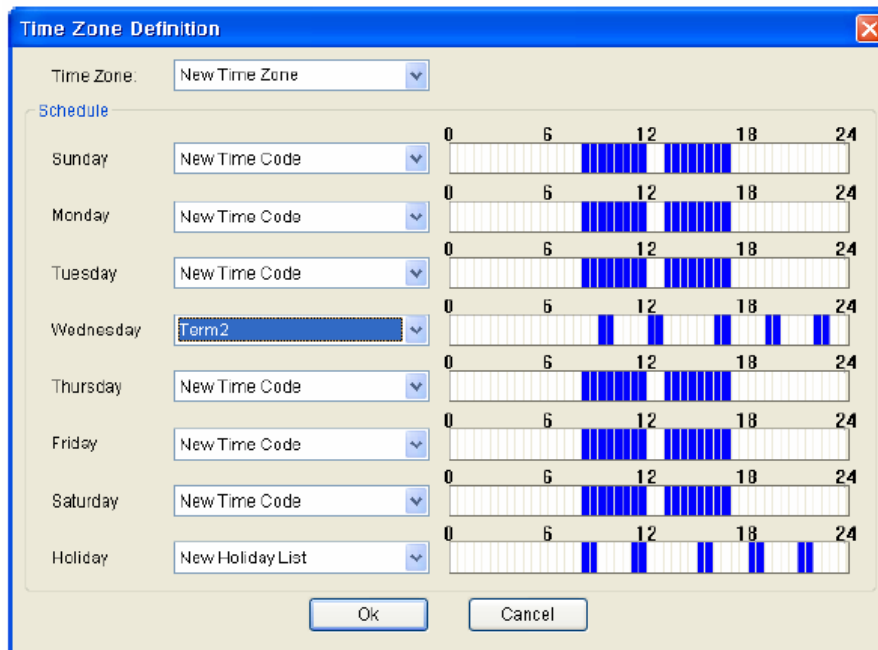 Time Zone Definition
Time Zone: New Time Zone
Schedule
0 6 12 18 24
Sunday New Time Code
0 6 12 18 24
Monday New Time Code
0 6 12 18 24
Tuesday New Time Code
0 6 12 18 24
Wednesday Term2
0 6 12 18 24
Thursday New Time Code
0 6 12 18 24
Friday New Time Code
0 6 12 18 24
Saturday New Time Code
0 6 12 18 24
Holiday New Holiday List
Ok Cancel